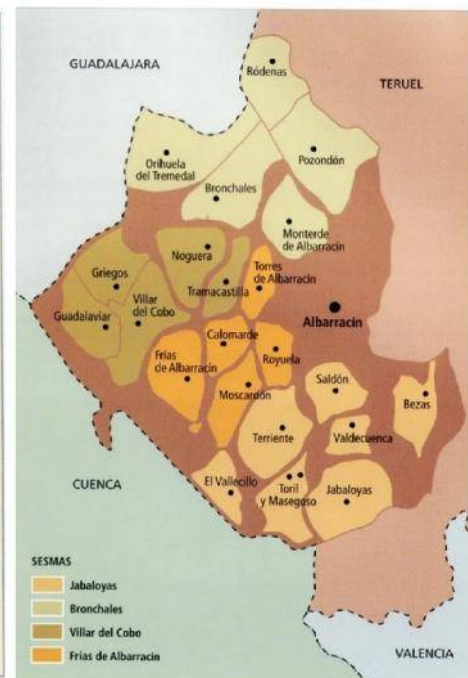 GUADALAJARA
TERUEL
Ródenas
Orihuela
del Tremedal
Pozondón
Bronchales
Monterde
de Albarracín
Noguera
Griegos
Torres
de Albarracín
Tramacastilla
Villar
del Cobo
Guadalaviar
Albarracín
Calomarde
Frías
de Albarracín
Royuela
Saldón
Moscardón
Bezas
Terriente
Valdecuenca
El Vallecillo
Toril
y Masegoso
Jabaloyas
CUENCA
SESMAS
Jabaloyas
Bronchales
Villar del Cobo
Frías de Albarracín
VALENCIA